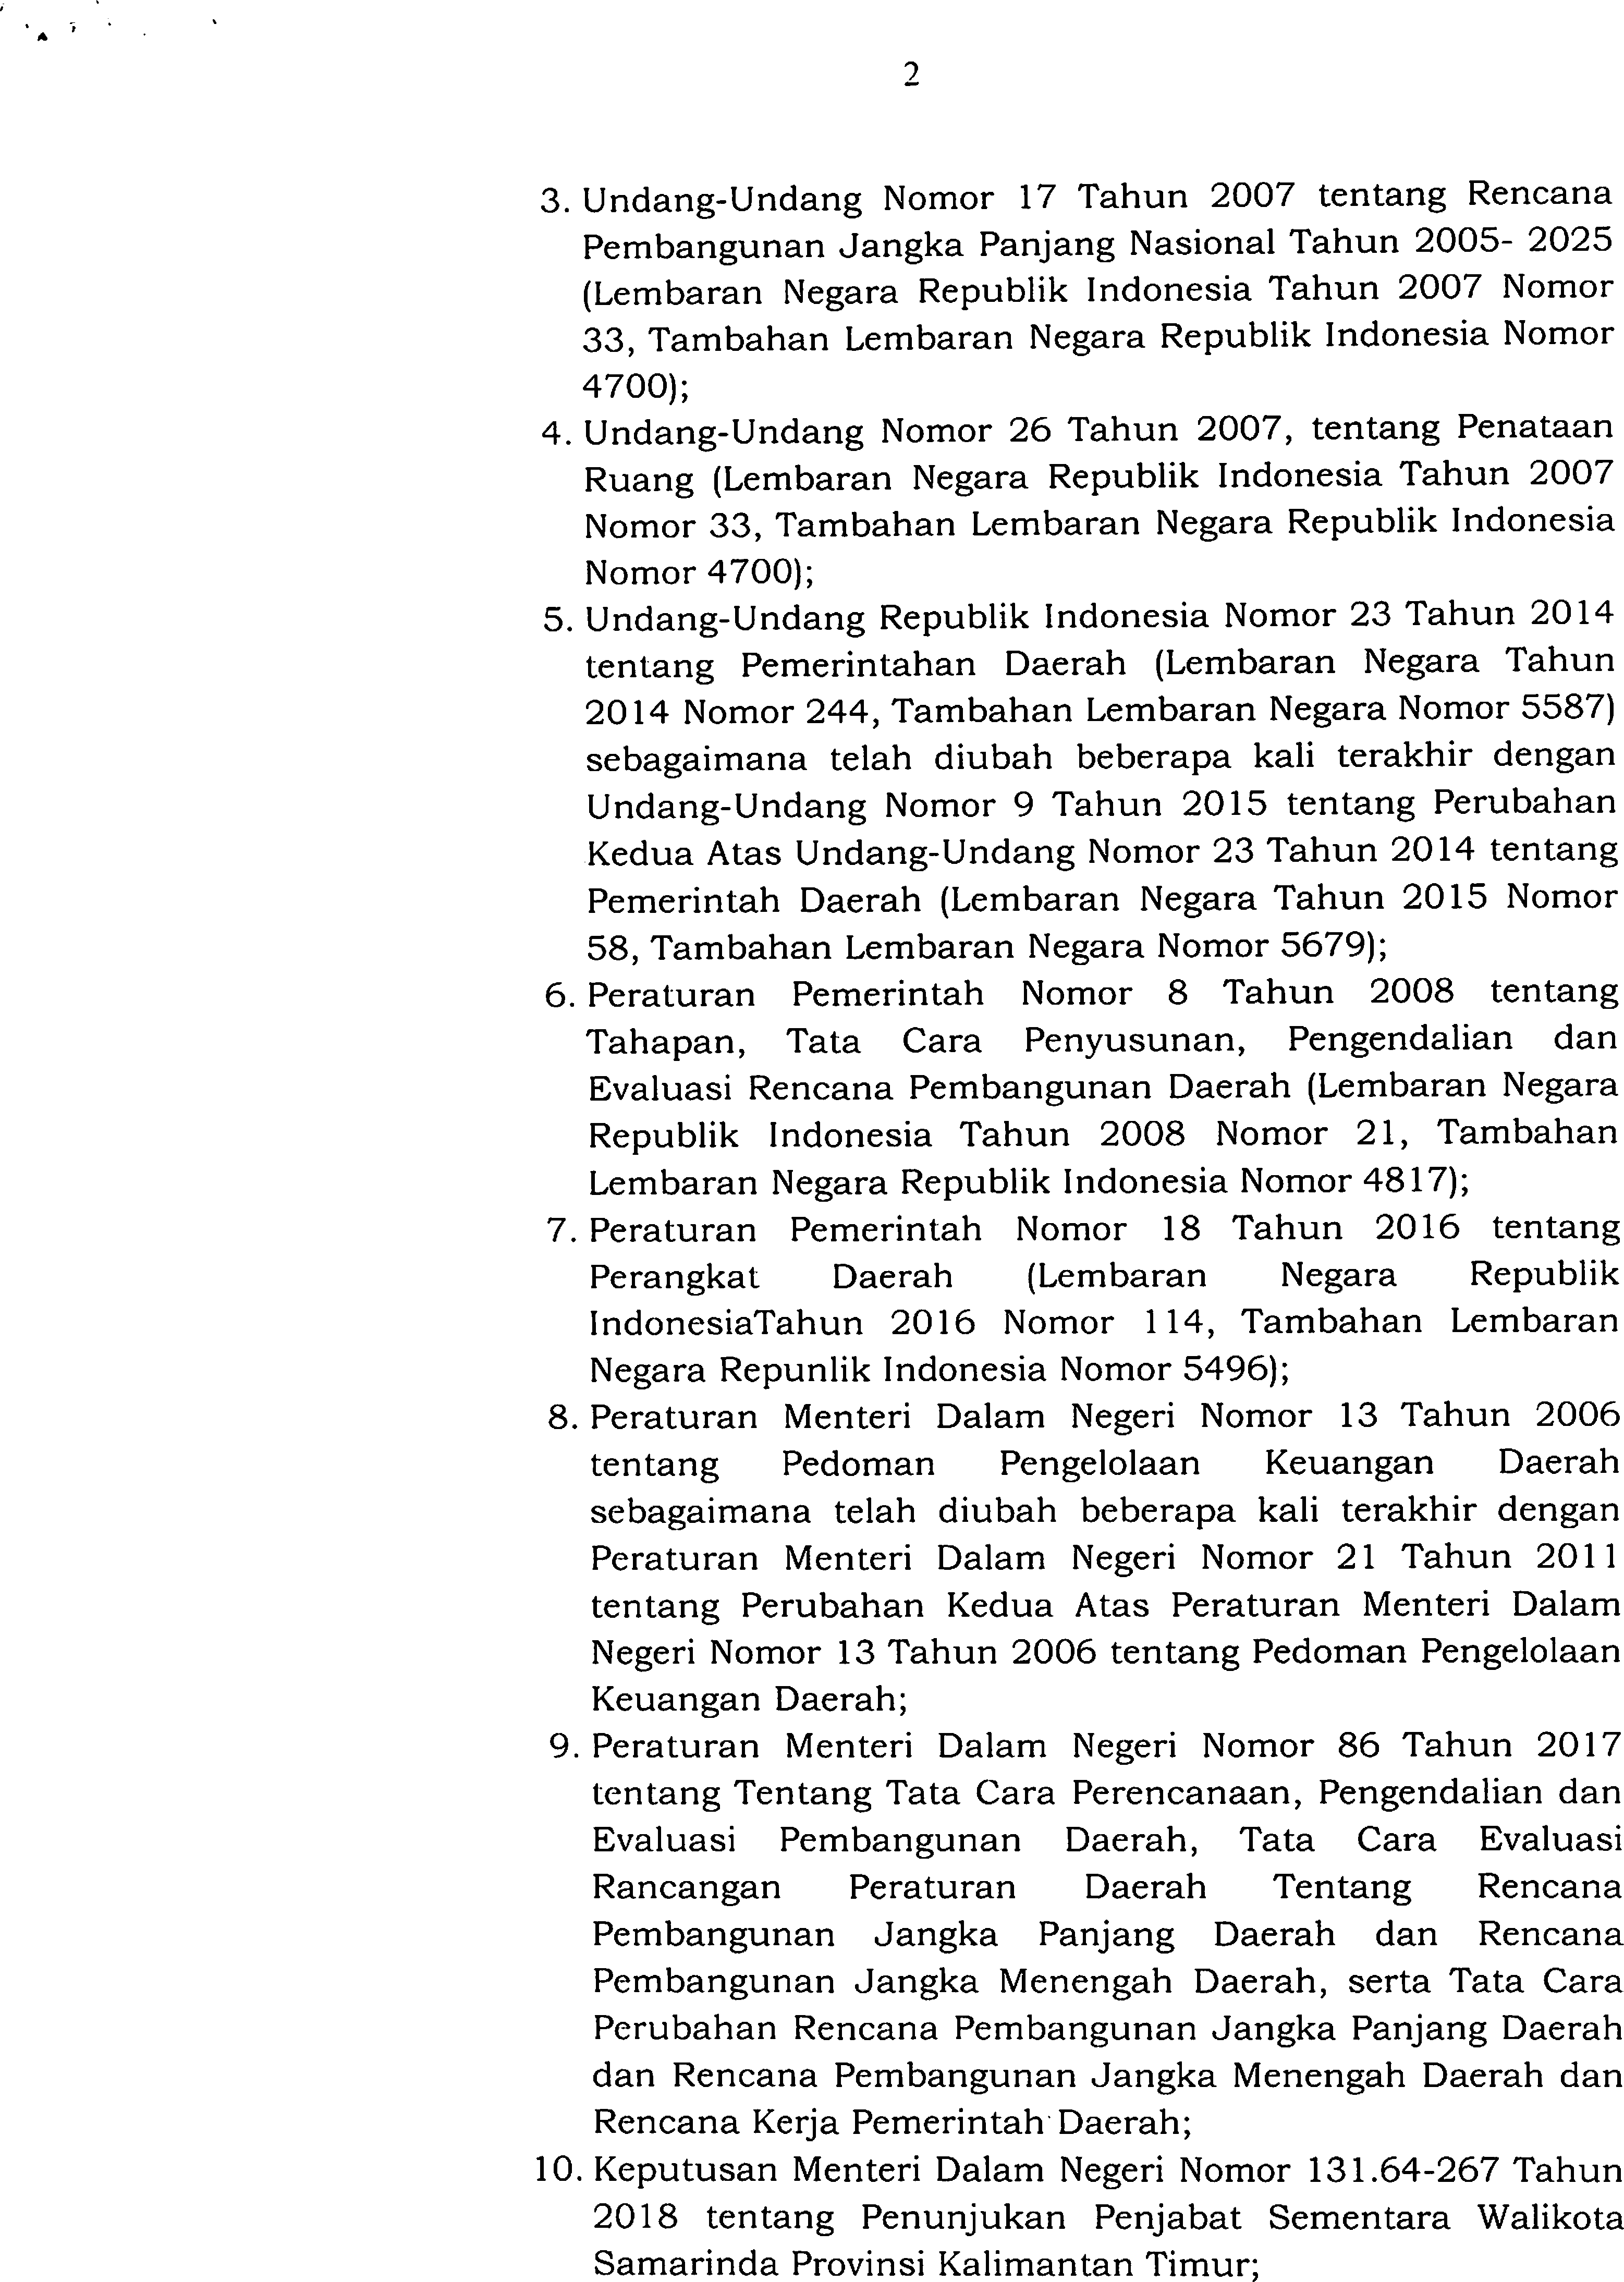 2
3. Undang-Undang Nomor 17 Tahun 2007 tentang Rencana
Pembangunan Jangka Panjang Nasional Tahun 2005- 2025
(Lembaran Negara Republik Indonesia Tahun 2007 Nomor
33, Tambahan Lembaran Negara Republik Indonesia Nomor
4700);
4. Undang-Undang Nomor 26 Tahun 2007, tentang Penataan
Ruang (Lembaran Negara Republik Indonesia Tahun 2007
Nomor 33, Tambahan Lembaran Negara Republik Indonesia
Nomor 4700);
5. Undang-Undang Republik Indonesia Nomor 23 Tahun 2014
tentang Pemerintahan Daerah (Lembaran Negara Tahun
2014 Nomor 244, Tambahan Lembaran Negara Nomor 5587)
sebagaimana telah diubah beberapa kali terakhir dengan
Undang-Undang Nomor 9 Tahun 2015 tentang Perubahan
Kedua Atas Undang-Undang Nomor 23 Tahun 2014 tentang
Pemerintah Daerah (Lembaran Negara Tahun 2015 Nomor
58, Tambahan Lembaran Negara Nomor 5679);
6. Peraturan Pemerintah Nomor 8 Tahun 2008 tentang
Tahapan, Tata Cara Penyusunan, Pengendalian dan
Evaluasi Rencana Pembangunan Daerah (Lembaran Negara
Republik Indonesia Tahun 2008 Nomor 21, Tambahan
Lembaran Negara Republik Indonesia Nomor 4817);
7. Peraturan Pemerintah Nomor 18 Tahun 2016 tentang
Perangkat Daerah (Lembaran Negara Republik
IndonesiaTahun 2016 Nomor 114, Tambahan Lembaran
Negara Repunlik Indonesia Nomor 5496);
8. Peraturan Menteri Dalam Negeri Nomor 13 Tahun 2006
tentang Pedoman Pengelolaan Keuangan Daerah
sebagaimana telah diubah beberapa kali terakhir dengan
Peraturan Menteri Dalam Negeri Nomor 21 Tahun 2011
tentang Perubahan Kedua Atas Peraturan Menteri Dalam
Negeri Nomor 13 Tahun 2006 tentang Pedoman Pengelolaan
Keuangan Daerah;
9. Peraturan Menteri Dalam Negeri Nomor 86 Tahun 2017
tentang Tentang Tata Cara Perencanaan, Pengendalian dan
Evaluasi Pembangunan Daerah, Tata Cara Evaluasi
Rancangan Peraturan Daerah Tentang Rencana
Pembangunan Jangka Panjang Daerah dan Rencana
Pembangunan Jangka Menengah Daerah, serta Tata Cara
Perubahan Rencana Pembangunan Jangka Panjang Daerah
dan Rencana Pembangunan Jangka Menengah Daerah dan
Rencana Kerja Pemerintah Daerah;
10. Keputusan Menteri Dalam Negeri Nomor 131.64-267 Tahun
2018 tentang Penunjukan Penjabat Sementara Walikota
Samarinda Provinsi Kalimantan Timur;